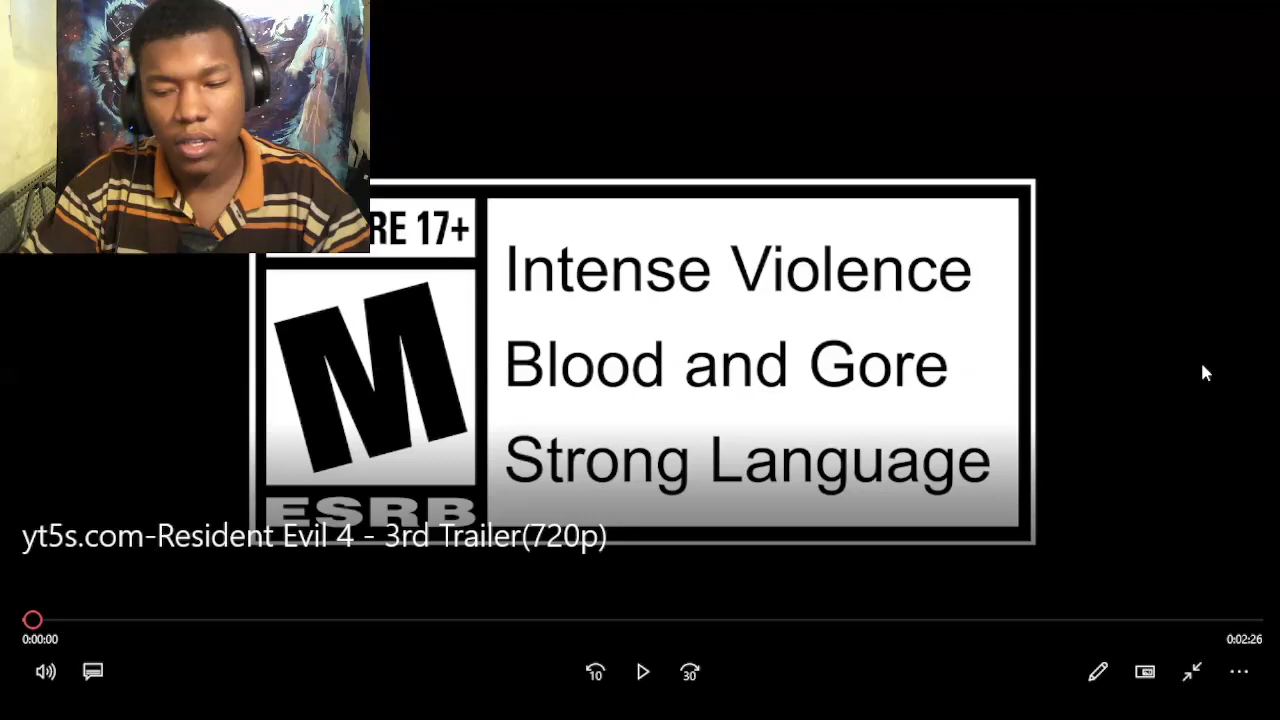 RE 17+
Intense Violence
Blood and Gore
Strong Language
M
ESRB
yt5s.com-Resident Evil 4 - 3rd Trailer(720p)
0:00:00
0:02:26
10
30